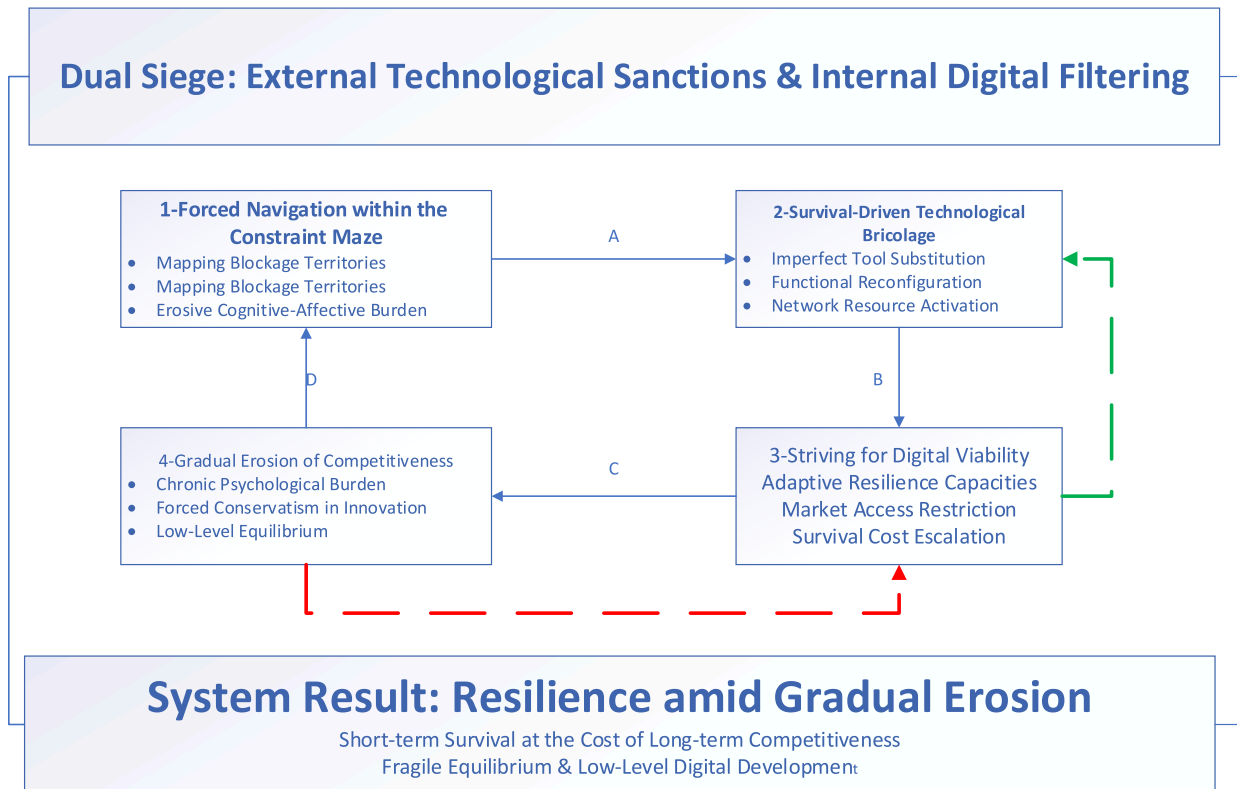 Dual Siege: External Technological Sanctions & Internal Digital Filtering
1-Forced Navigation within the
Constraint Maze
• Mapping Blockage Territories
• Mapping Blockage Territories
• Erosive Cognitive-Affective Burden
A
2-Survival-Driven Technological
Bricolage
• Imperfect Tool Substitution
• Functional Reconfiguration
• Network Resource Activation
D
B
4-Gradual Erosion of Competitiveness
• Chronic Psychological Burden
• Forced Conservatism in Innovation
• Low-Level Equilibrium
C
3-Striving for Digital Viability
Adaptive Resilience Capacities
Market Access Restriction
Survival Cost Escalation
System Result: Resilience amid Gradual Erosion
Short-term Survival at the Cost of Long-term Competitiveness
Fragile Equilibrium & Low-Level Digital Development